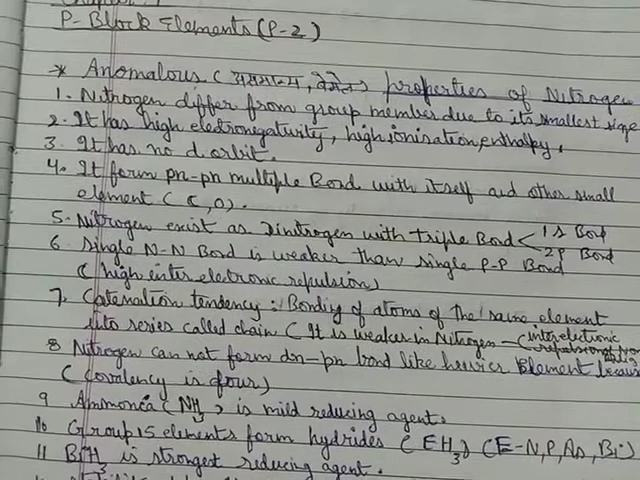 P- Block Elements (P-2)
* Anomalous (असामान्य, बेमेल) properties of Nitrogen
1. Nitrogen differ from group member due to its smallest size
2. It has high electronegativity, high ionisation, enthalpy,
3. It has no d orbit.
4. It form pπ-pπ multiple Bond with itself and other small
element (C, O).
5. Nitrogen exist as Dinitrogen with Triple Bond < 1 s Bond
2 p Bond
6. Single N-N Bond is weaker than single P-P Bond
(high inter electronic repulsion)
7. Catenation tendency : Bonding of atoms of the same element
into series called chain (It is weaker in Nitrogen - (interelectronic
8 Nitrogen can not form dπ-pπ bond like heavier Element
(covalency is four)
9 Ammonia (NH3) is mild reducing agent.
10 Group 15 elements form hydrides (EH3) (E-N, P, As, Bi)
11 BiH3 is strongest reducing agent.